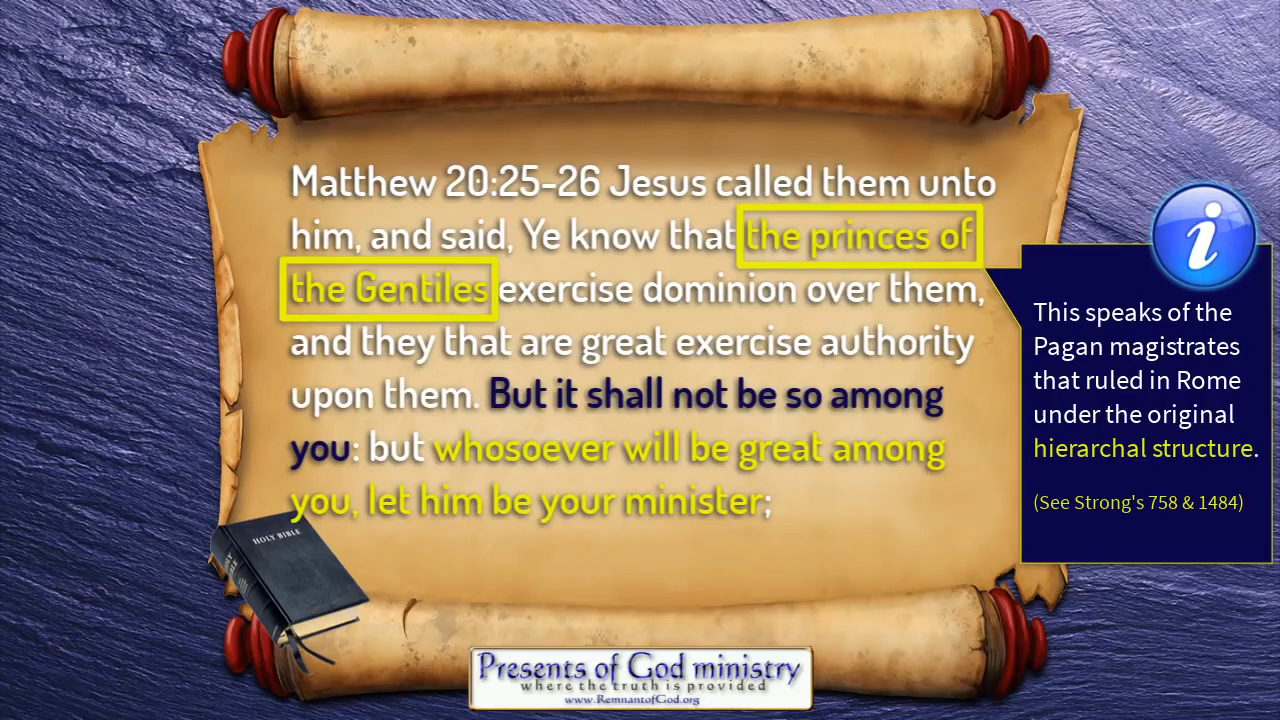 Matthew 20:25-26 Jesus called them unto
him, and said, Ye know that the princes of
the Gentiles exercise dominion over them,
and they that are great exercise authority
upon them. But it shall not be so among
you: but whosoever will be great among
you, let him be your minister;
i
This speaks of the
Pagan magistrates
that ruled in Rome
under the original
hierarchal structure.
(See Strong's 758 & 1484)
HOLY BIBLE
Presents of God ministry
where the truth is provided
www.RemnantofGod.org